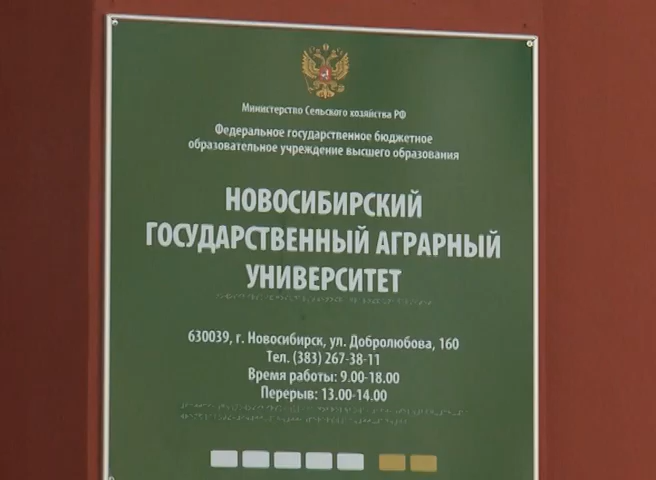 Министерство Сельского хозяйства РФ
Федеральное государственное бюджетное
образовательное учреждение высшего образования
НОВОСИБИРСКИЙ
ГОСУДАРСТВЕННЫЙ АГРАРНЫЙ
УНИВЕРСИТЕТ
630039, г. Новосибирск, ул. Добролюбова, 160
Тел. (383) 267-38-11
Время работы: 9.00-18.00
Перерыв: 13.00-14.00